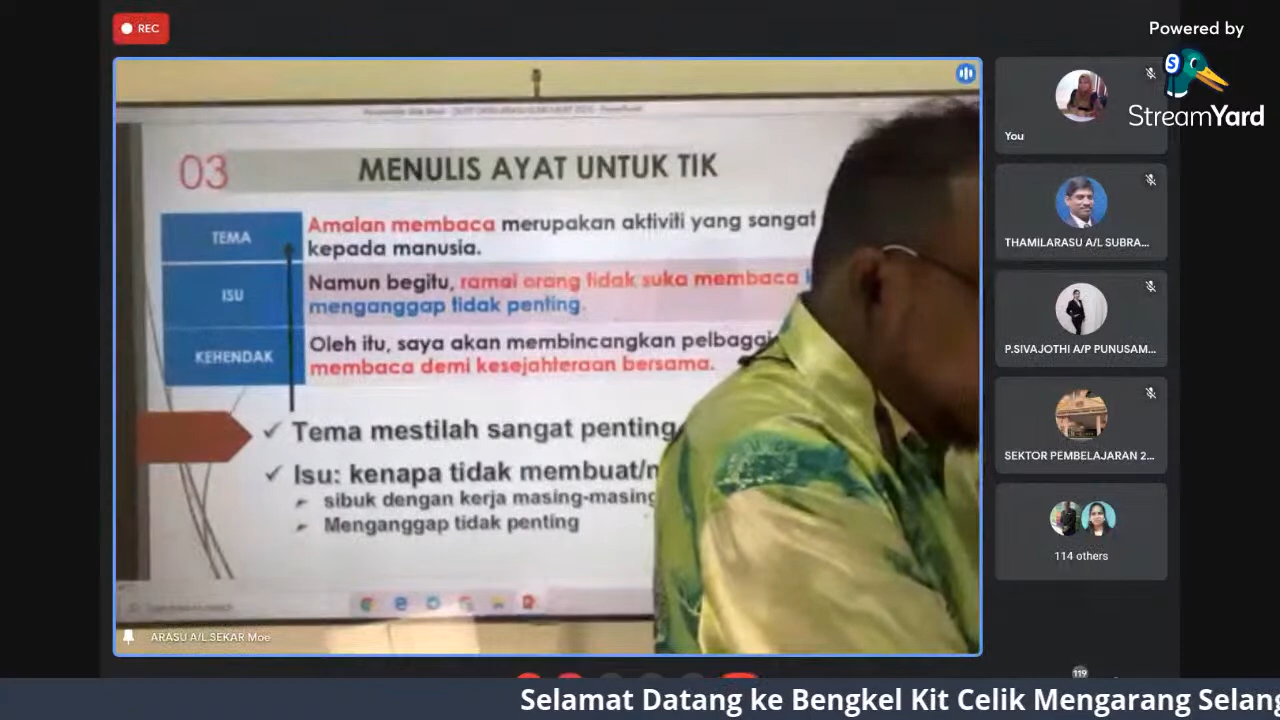 REC
Powered by
StreamYard
You
THAMILARASU A/L SUBRA...
P.SIVAJOTHI A/P PUNUSAM...
SEKTOR PEMBELAJARAN 2...
114 others
03
MENULIS AYAT UNTUK TIK
TEMA
Amalan membaca merupakan aktiviti yang sangat
kepada manusia.
ISU
Namun begitu, ramai orang tidak suka membaca
menganggap tidak penting.
KEHENDAK
Oleh itu, saya akan membincangkan pelbagai
membaca demi kesejahteraan bersama.
✓ Tema mestilah sangat penting
✓ Isu: kenapa tidak membuat/
➢ sibuk dengan kerja masing-masing
➢ Menganggap tidak penting
ARASU A/L.SEKAR Moe
119
Selamat Datang ke Bengkel Kit Celik Mengarang Selang